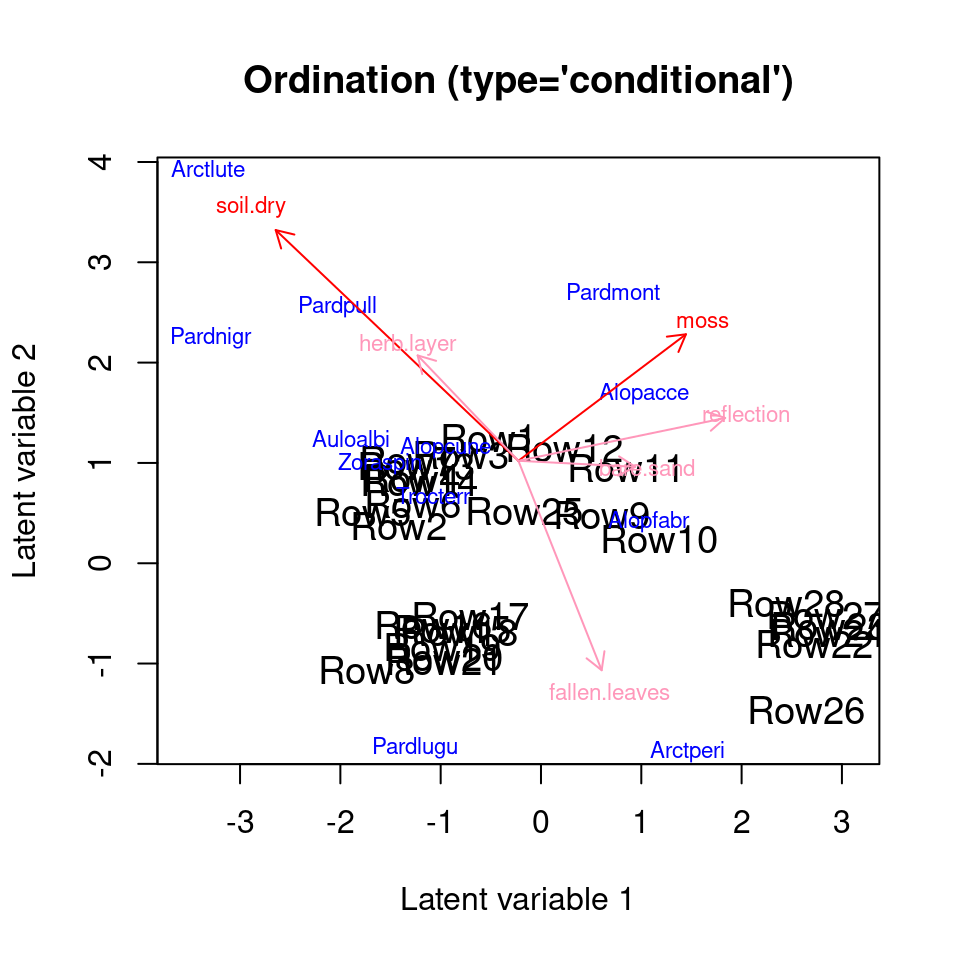 Ordination (type='conditional')
4
Arctlute
soil.dry
3
Pardmont
Pardpull
moss
Pardnigr
herb.layer
2
Alopacce
reflection
Auloalbi
Alopcune
Row1
Row12
Row3
1
Zoraspin
Row11
bare.sand
Trocterr
Row6
Row5
Row25
Row9
Alopfabr
Row2
Row10
0
Row28
Row27
Row17
Row22
-1
Row8
Row21
fallen.leaves
Row26
Pardlugu
Arctperi
-2
-3
-2
-1
0
1
2
3
Latent variable 1
Latent variable 2